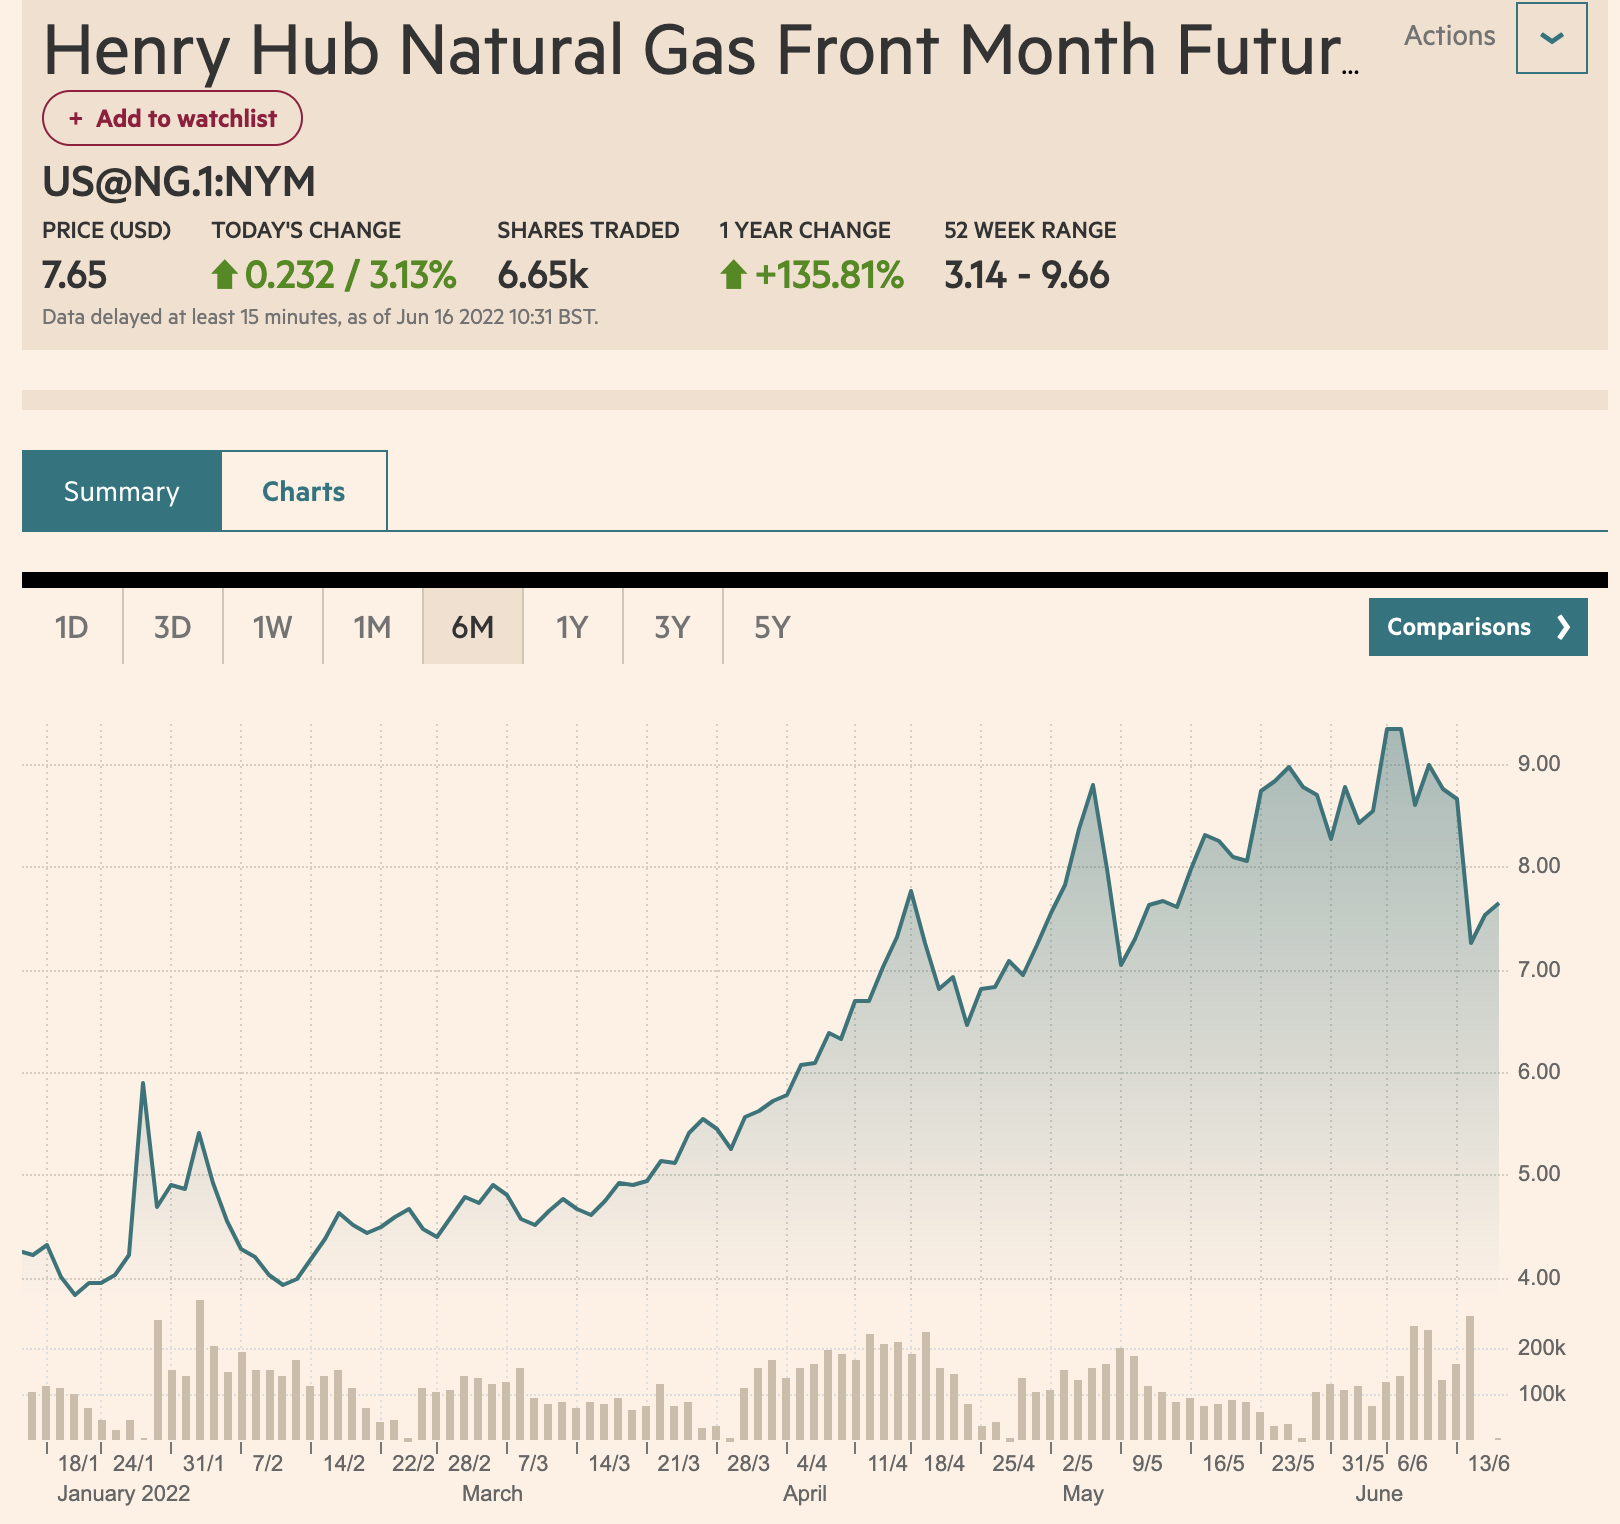 Henry Hub Natural Gas Front Month Futur...
Actions
+ Add to watchlist
US@NG.1:NYM
PRICE (USD) TODAY'S CHANGE SHARES TRADED 1 YEAR CHANGE 52 WEEK RANGE
7.65 0.232 / 3.13% 6.65k +135.81% 3.14 - 9.66
Data delayed at least 15 minutes, as of Jun 16 2022 10:31 BST.
Summary Charts
1D 3D 1W 1M 6M 1Y 3Y 5Y
Comparisons
9.00
8.00
7.00
6.00
5.00
4.00
200k
100k
18/1 24/1 31/1 7/2 14/2 22/2 28/2 7/3 14/3 21/3 28/3 4/4 11/4 18/4 25/4 2/5 9/5 16/5 23/5 31/5 6/6 13/6
January 2022 March April May June